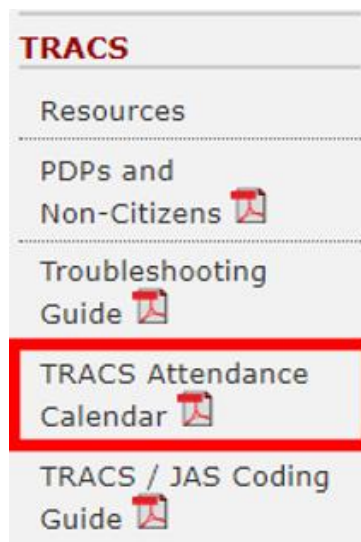 TRACS
Resources
PDPs and
Non-Citizens
Troubleshooting
Guide
TRACS Attendance
Calendar
TRACS / JAS Coding
Guide